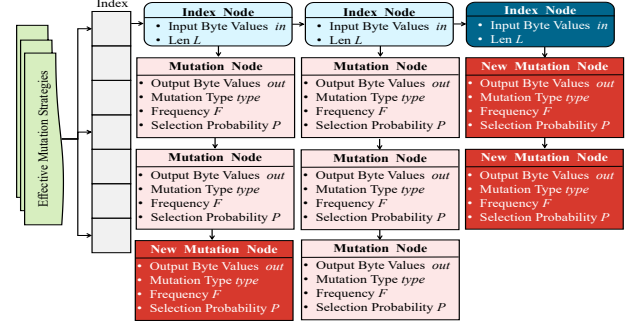 Index
Effective Mutation Strategies
Index Node
• Input Byte Values in
• Len L
Index Node
• Input Byte Values in
• Len L
Index Node
• Input Byte Values in
• Len L
Mutation Node
• Output Byte Values out
• Mutation Type type
• Frequency F
• Selection Probability P
Mutation Node
• Output Byte Values out
• Mutation Type type
• Frequency F
• Selection Probability P
New Mutation Node
• Output Byte Values out
• Mutation Type type
• Frequency F
• Selection Probability P
Mutation Node
• Output Byte Values out
• Mutation Type type
• Frequency F
• Selection Probability P
Mutation Node
• Output Byte Values out
• Mutation Type type
• Frequency F
• Selection Probability P
New Mutation Node
• Output Byte Values out
• Mutation Type type
• Frequency F
• Selection Probability P
New Mutation Node
• Output Byte Values out
• Mutation Type type
• Frequency F
• Selection Probability P
Mutation Node
• Output Byte Values out
• Mutation Type type
• Frequency F
• Selection Probability P